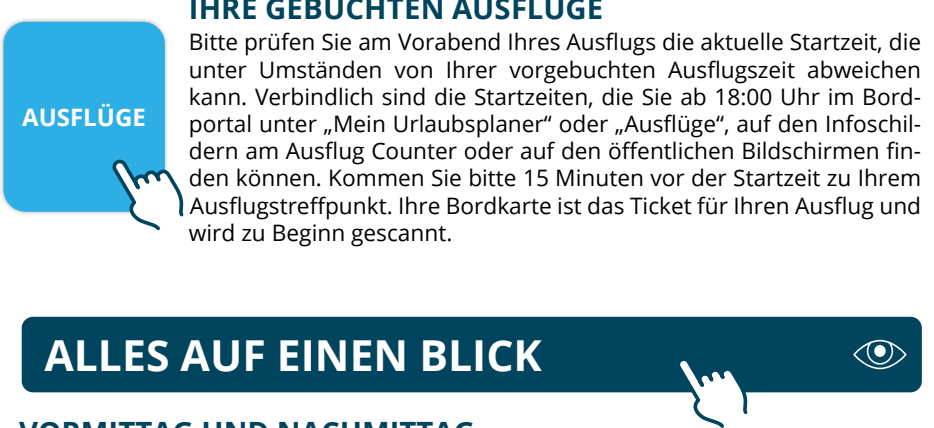 IHRE GEBUCHTEN AUSFLÜGE
Bitte prüfen Sie am Vorabend Ihres Ausflugs die aktuelle Startzeit, die
unter Umständen von Ihrer vorgebuchten Ausflugszeit abweichen
kann. Verbindlich sind die Startzeiten, die Sie ab 18:00 Uhr im Bord-
portal unter „Mein Urlaubsplaner“ oder „Ausflüge“, auf den Infoschil-
dern am Ausflug Counter oder auf den öffentlichen Bildschirmen fin-
den können. Kommen Sie bitte 15 Minuten vor der Startzeit zu Ihrem
Ausflugstreffpunkt. Ihre Bordkarte ist das Ticket für Ihren Ausflug und
wird zu Beginn gescannt.
AUSFLÜGE
ALLES AUF EINEN BLICK
VORMITTAG UND NACHMITTAG